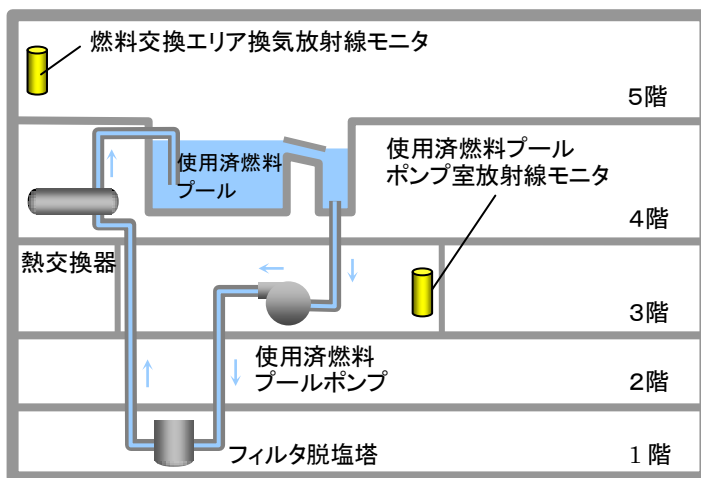 燃料交換エリア換気放射線モニタ
5階
使用済燃料
プール
使用済燃料プール
ポンプ室放射線モニタ
4階
熱交換器
3階
使用済燃料
プールポンプ
2階
フィルタ脱塩塔
1階